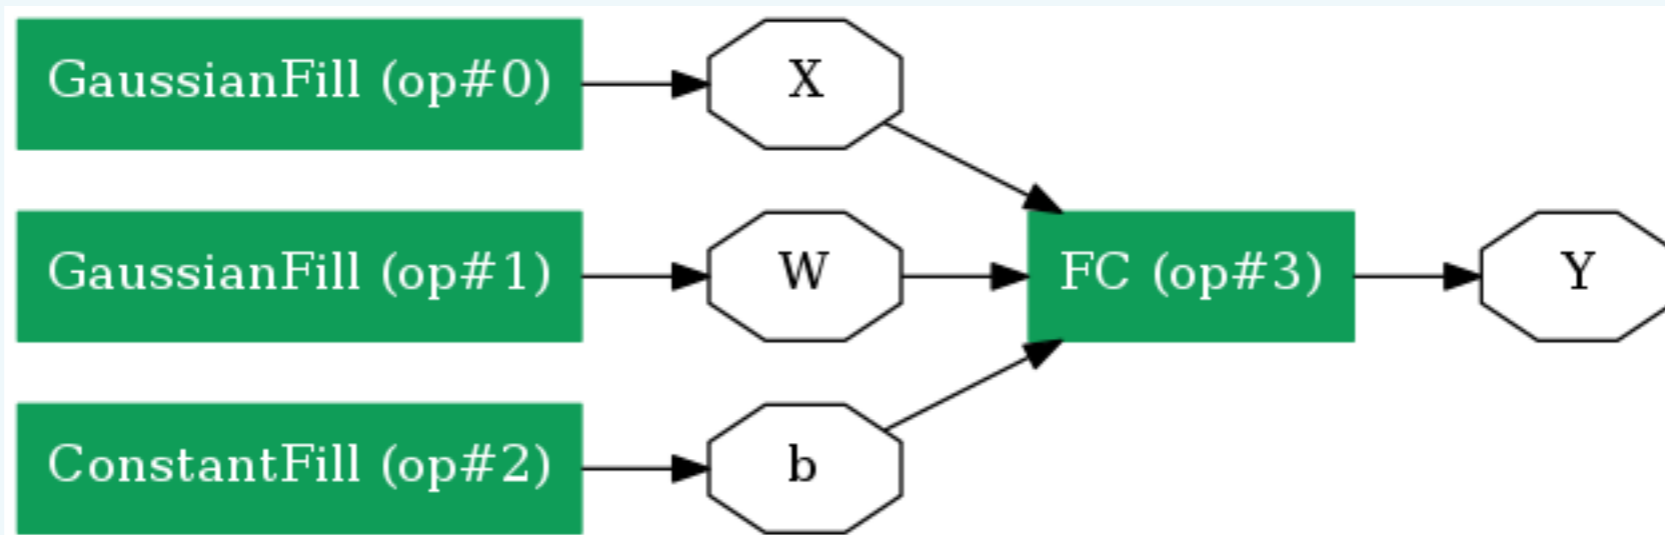 GaussianFill (op#0)
X
GaussianFill (op#1)
W
FC (op#3)
Y
ConstantFill (op#2)
b